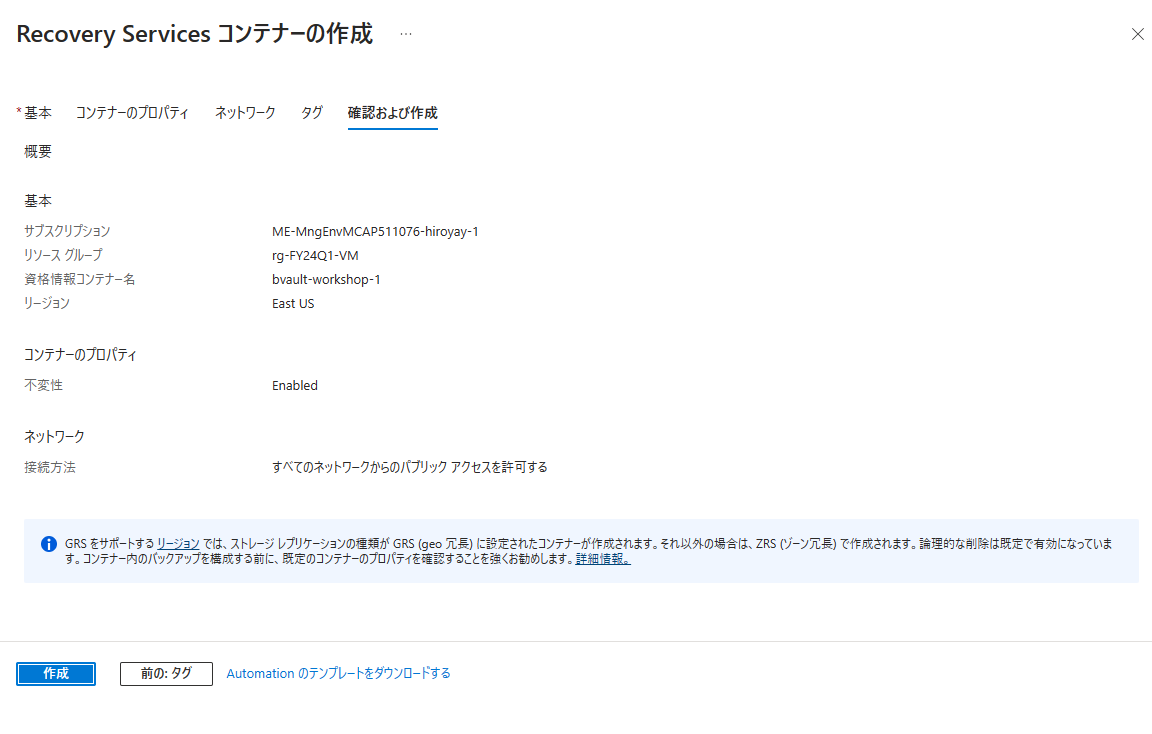 Recovery Services コンテナーの作成 …
* 基本 コンテナーのプロパティ ネットワーク タグ 確認および作成
概要
基本
サブスクリプション ME-MngEnvMCAP511076-hiroyay-1
リソース グループ rg-FY24Q1-VM
資格情報コンテナー名 bvault-workshop-1
リージョン East US
コンテナーのプロパティ
不変性 Enabled
ネットワーク
接続方法 すべてのネットワークからのパブリック アクセスを許可する
GRS をサポートする リージョン では、ストレージ レプリケーションの種類が GRS (geo 冗長) に設定されたコンテナーが作成されます。それ以外の場合は、ZRS (ゾーン冗長) で作成されます。論理的な削除は既定で有効になっていま
す。コンテナー内のバックアップを構成する前に、既定のコンテナーのプロパティを確認することを強くお勧めします。詳細情報。
作成 前の: タグ Automation のテンプレートをダウンロードする